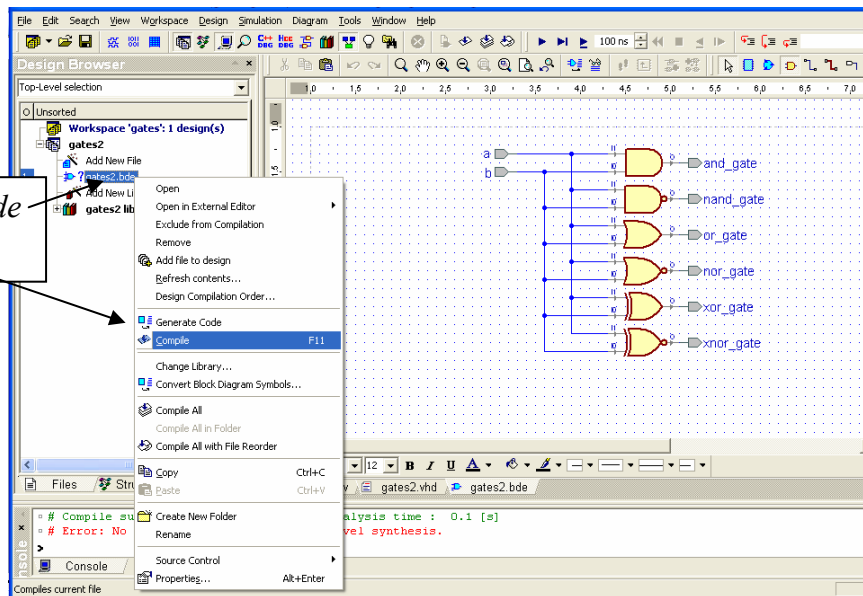 File Edit Search View Workspace Design Simulation Diagram Tools Window Help
100 ns
Design Browser
Top-Level selection
1,0 1,5 2,0 2,5 3,0 3,5 4,0 4,5 5,0 5,5 6,0 6,5 7,0
Unsorted
Workspace 'gates': 1 design(s)
gates2
Add New File
? gates2.bde
Add New Li
gates2 lib
de
1,0
1,5
Open
Open in External Editor
Exclude from Compilation
Remove
Add file to design
Refresh contents...
Design Compilation Order...
Generate Code
Compile F11
Change Library...
Convert Block Diagram Symbols...
Compile All
Compile All in Folder
Compile All with File Reorder
Copy Ctrl+C
Paste Ctrl+V
Create New Folder
Rename
Source Control
Properties... Alt+Enter
a
b
and_gate
nand_gate
or_gate
nor_gate
xor_gate
xnor_gate
12 B I U A
Files Stru
v gates2.vhd gates2.bde
# Compile su alysis time : 0.1 [s]
# Error: No vel synthesis.
>
Console
Compiles current file